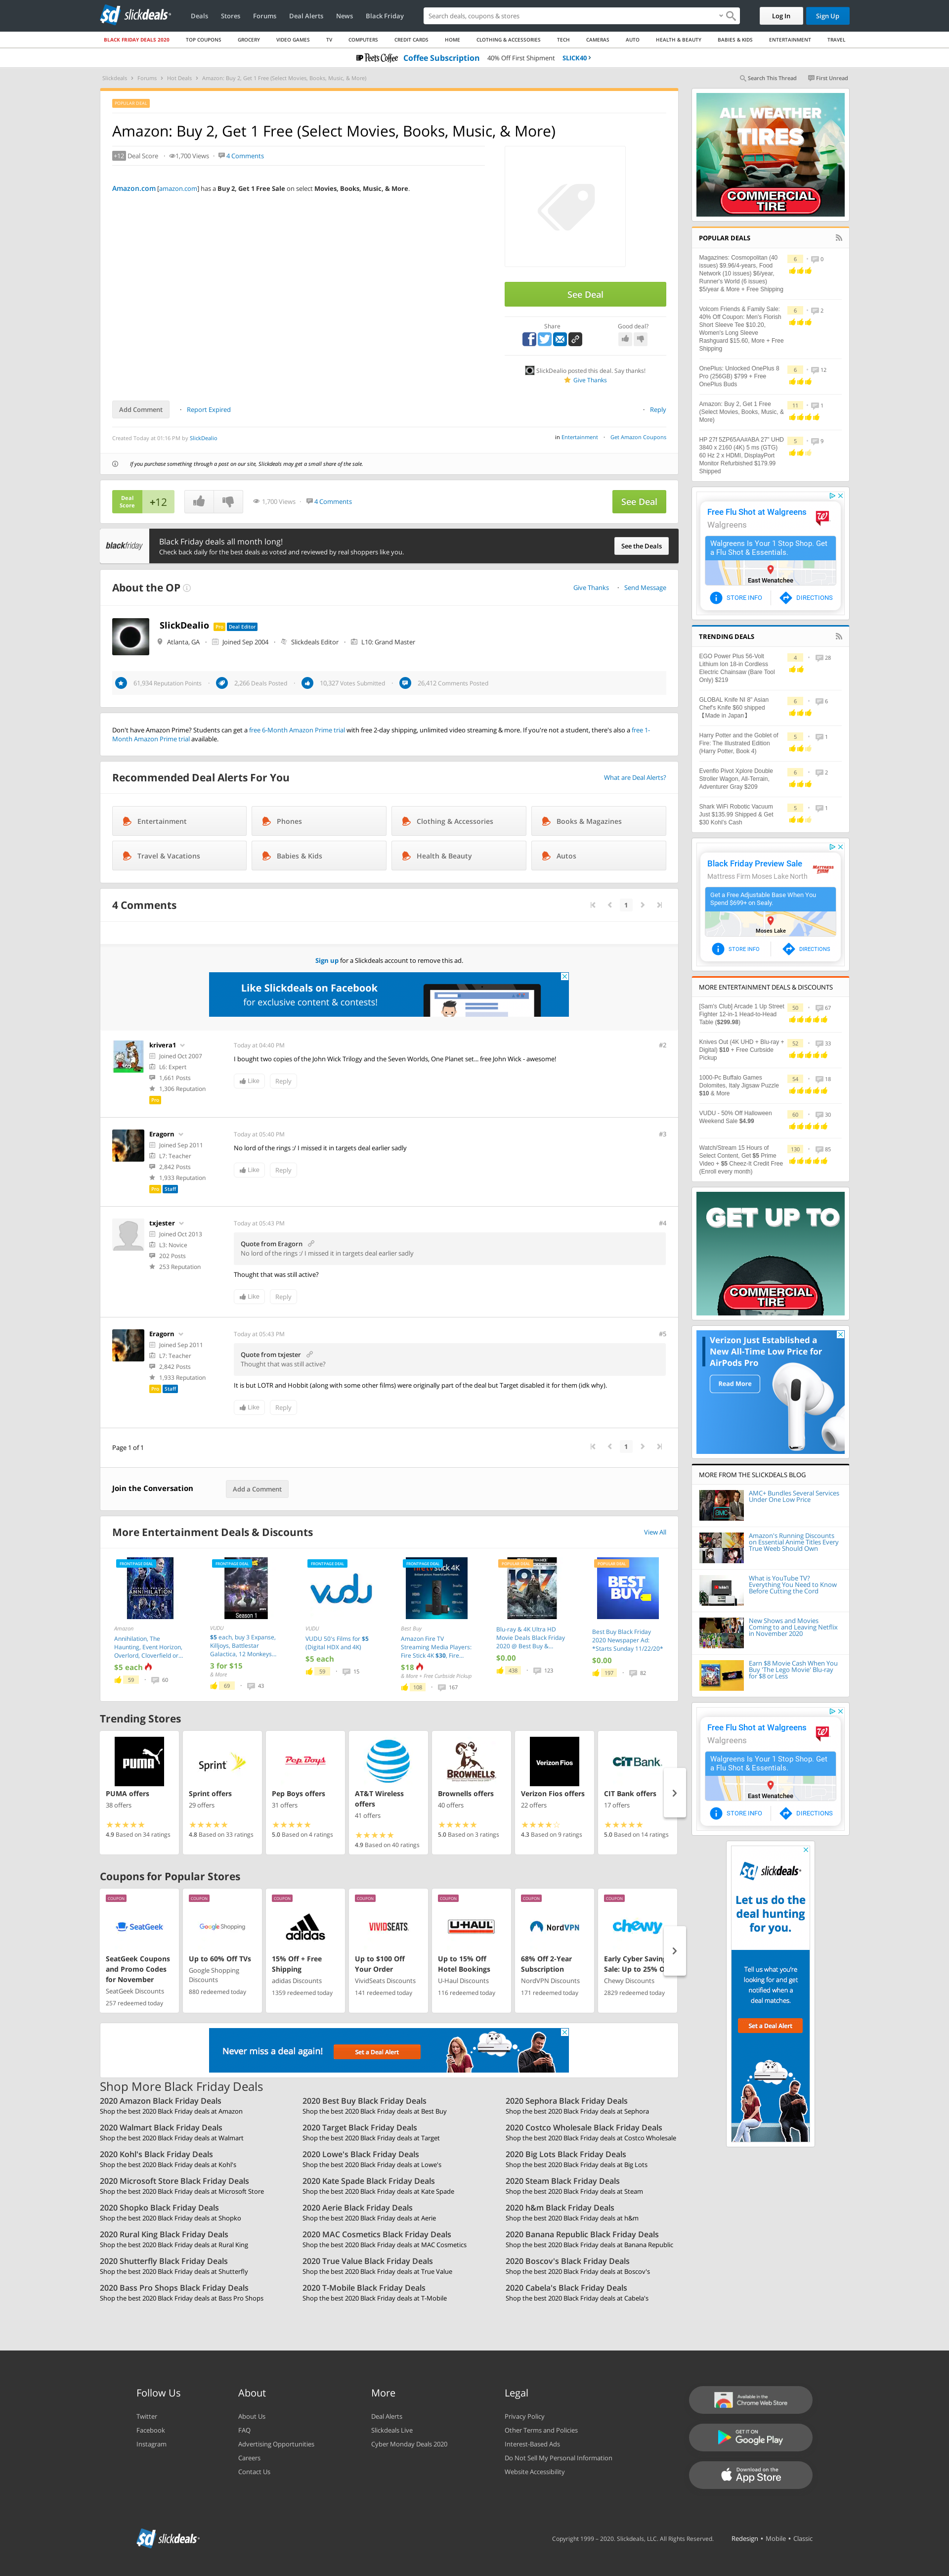 slickdeals
Deals
Stores
Forums
Deal Alerts
News
Black Friday
Search deals, coupons & stores
Log In
Sign Up
BLACK FRIDAY DEALS 2020
TOP COUPONS
GROCERY
VIDEO GAMES
TV
COMPUTERS
CREDIT CARDS
HOME
CLOTHING & ACCESSORIES
TECH
CAMERAS
AUTO
HEALTH & BEAUTY
BABIES & KIDS
ENTERTAINMENT
TRAVEL
Peet's Coffee Coffee Subscription 40% Off First Shipment SLICK40
Slickdeals Forums Hot Deals Amazon: Buy 2, Get 1 Free (Select Movies, Books, Music, & More)
Search This Thread
First Unread
POPULAR DEAL
Amazon: Buy 2, Get 1 Free (Select Movies, Books, Music, & More)
+12 Deal Score · 1,700 Views · 4 Comments
Amazon.com [amazon.com] has a Buy 2, Get 1 Free Sale on select Movies, Books, Music, & More.
See Deal
Share
Good deal?
SlickDealio posted this deal. Say thanks!
Give Thanks
Add Comment
Report Expired
Reply
Created Today at 01:16 PM by SlickDealio
in Entertainment · Get Amazon Coupons
If you purchase something through a post on our site, Slickdeals may get a small share of the sale.
Deal Score
+12
1,700 Views · 4 Comments
See Deal
blackfriday
Black Friday deals all month long!
Check back daily for the best deals as voted and reviewed by real shoppers like you.
See the Deals
About the OP
Give Thanks
Send Message
SlickDealio Pro Deal Editor
Atlanta, GA · Joined Sep 2004 · Slickdeals Editor · L10: Grand Master
61,934 Reputation Points
2,266 Deals Posted
10,327 Votes Submitted
26,412 Comments Posted
Don't have Amazon Prime? Students can get a free 6-Month Amazon Prime trial with free 2-day shipping, unlimited video streaming & more. If you're not a student, there's also a free 1-
Month Amazon Prime trial available.
Recommended Deal Alerts For You
What are Deal Alerts?
Entertainment
Phones
Clothing & Accessories
Books & Magazines
Travel & Vacations
Babies & Kids
Health & Beauty
Autos
4 Comments
1
Sign up for a Slickdeals account to remove this ad.
Like Slickdeals on Facebook
for exclusive content & contests!
krivera1
Joined Oct 2007
L6: Expert
1,661 Posts
1,306 Reputation
Pro
Today at 04:40 PM
#2
I bought two copies of the John Wick Trilogy and the Seven Worlds, One Planet set... free John Wick - awesome!
Like
Reply
Eragorn
Joined Sep 2011
L7: Teacher
2,842 Posts
1,933 Reputation
Pro Staff
Today at 05:40 PM
#3
No lord of the rings :/ I missed it in targets deal earlier sadly
Like
Reply
txjester
Joined Oct 2013
L3: Novice
202 Posts
253 Reputation
Today at 05:43 PM
#4
Quote from Eragorn
No lord of the rings :/ I missed it in targets deal earlier sadly
Thought that was still active?
Like
Reply
Eragorn
Joined Sep 2011
L7: Teacher
2,842 Posts
1,933 Reputation
Pro Staff
Today at 05:43 PM
#5
Quote from txjester
Thought that was still active?
It is but LOTR and Hobbit (along with some other films) were originally part of the deal but Target disabled it for them (idk why).
Like
Reply
Page 1 of 1
1
Join the Conversation
Add a Comment
More Entertainment Deals & Discounts
View All
FRONTPAGE DEAL
ANNIHILATION
Amazon
Annihilation, The
Haunting, Event Horizon,
Overlord, Cloverfield or...
$5 each
59
60
FRONTPAGE DEAL
Season 1
VUDU
$5 each, buy 3 Expanse,
Killjoys, Battlestar
Galactica, 12 Monkeys...
3 for $15
& More
69
43
FRONTPAGE DEAL
vudu
VUDU
VUDU 50's Films for $5
(Digital HDX and 4K)
$5 each
59
15
FRONTPAGE DEAL
fire tv stick 4K
Best Buy
Amazon Fire TV
Streaming Media Players:
Fire Stick 4K $30, Fire...
$18
& More + Free Curbside Pickup
108
167
POPULAR DEAL
1917
Blu-ray & 4K Ultra HD
Movie Deals Black Friday
2020 @ Best Buy &...
$0.00
438
123
POPULAR DEAL
BEST BUY
Best Buy Black Friday
2020 Newspaper Ad:
*Starts Sunday 11/22/20*
$0.00
107
82
Trending Stores
PUMA
PUMA offers
38 offers
4.9 Based on 34 ratings
Sprint
Sprint offers
29 offers
4.8 Based on 33 ratings
Pep Boys
Pep Boys offers
31 offers
5.0 Based on 4 ratings
AT&T Wireless
offers
41 offers
4.9 Based on 40 ratings
BROWNELLS
Brownells offers
40 offers
5.0 Based on 3 ratings
Verizon Fios
Verizon Fios offers
22 offers
4.3 Based on 9 ratings
CIT Bank
CIT Bank offers
17 offers
5.0 Based on 14 ratings
Coupons for Popular Stores
COUPON
SeatGeek
SeatGeek Coupons
and Promo Codes
for November
SeatGeek Discounts
257 redeemed today
COUPON
Google Shopping
Up to 60% Off TVs
Google Shopping
Discounts
880 redeemed today
COUPON
adidas
15% Off + Free
Shipping
adidas Discounts
1359 redeemed today
COUPON
VIVIDSEATS
Up to $100 Off
Your Order
VividSeats Discounts
141 redeemed today
COUPON
U-HAUL
Up to 15% Off
Hotel Bookings
U-Haul Discounts
116 redeemed today
COUPON
NordVPN
68% Off 2-Year
Subscription
NordVPN Discounts
171 redeemed today
COUPON
chewy
Early Cyber Saving
Sale: Up to 25% O
Chewy Discounts
2829 redeemed today
Never miss a deal again!
Set a Deal Alert
Shop More Black Friday Deals
2020 Amazon Black Friday Deals
Shop the best 2020 Black Friday deals at Amazon
2020 Best Buy Black Friday Deals
Shop the best 2020 Black Friday deals at Best Buy
2020 Sephora Black Friday Deals
Shop the best 2020 Black Friday deals at Sephora
2020 Walmart Black Friday Deals
Shop the best 2020 Black Friday deals at Walmart
2020 Target Black Friday Deals
Shop the best 2020 Black Friday deals at Target
2020 Costco Wholesale Black Friday Deals
Shop the best 2020 Black Friday deals at Costco Wholesale
2020 Kohl's Black Friday Deals
Shop the best 2020 Black Friday deals at Kohl's
2020 Lowe's Black Friday Deals
Shop the best 2020 Black Friday deals at Lowe's
2020 Big Lots Black Friday Deals
Shop the best 2020 Black Friday deals at Big Lots
2020 Microsoft Store Black Friday Deals
Shop the best 2020 Black Friday deals at Microsoft Store
2020 Kate Spade Black Friday Deals
Shop the best 2020 Black Friday deals at Kate Spade
2020 Steam Black Friday Deals
Shop the best 2020 Black Friday deals at Steam
2020 Shopko Black Friday Deals
Shop the best 2020 Black Friday deals at Shopko
2020 Aerie Black Friday Deals
Shop the best 2020 Black Friday deals at Aerie
2020 h&m Black Friday Deals
Shop the best 2020 Black Friday deals at h&m
2020 Rural King Black Friday Deals
Shop the best 2020 Black Friday deals at Rural King
2020 MAC Cosmetics Black Friday Deals
Shop the best 2020 Black Friday deals at MAC Cosmetics
2020 Banana Republic Black Friday Deals
Shop the best 2020 Black Friday deals at Banana Republic
2020 Shutterfly Black Friday Deals
Shop the best 2020 Black Friday deals at Shutterfly
2020 True Value Black Friday Deals
Shop the best 2020 Black Friday deals at True Value
2020 Boscov's Black Friday Deals
Shop the best 2020 Black Friday deals at Boscov's
2020 Bass Pro Shops Black Friday Deals
Shop the best 2020 Black Friday deals at Bass Pro Shops
2020 T-Mobile Black Friday Deals
Shop the best 2020 Black Friday deals at T-Mobile
2020 Cabela's Black Friday Deals
Shop the best 2020 Black Friday deals at Cabela's
ALL WEATHER
TIRES
COMMERCIAL
TIRE
POPULAR DEALS
Magazines: Cosmopolitan (40
issues) $9.96/4-years, Food
Network (10 issues) $6/year,
Runner's World (6 issues)
$5/year & More + Free Shipping
6
0
Volcom Friends & Family Sale:
40% Off Coupon: Men's Florish
Short Sleeve Tee $10.20,
Women's Long Sleeve
Rashguard $15.60, More + Free
Shipping
6
2
OnePlus: Unlocked OnePlus 8
Pro (256GB) $799 + Free
OnePlus Buds
6
12
Amazon: Buy 2, Get 1 Free
(Select Movies, Books, Music, &
More)
11
1
HP 27f 5ZP65AA#ABA 27" UHD
3840 x 2160 (4K) 5 ms (GTG)
60 Hz 2 x HDMI, DisplayPort
Monitor Refurbished $179.99
Shipped
5
9
Free Flu Shot at Walgreens
Walgreens
Walgreens Is Your 1 Stop Shop. Get
a Flu Shot & Essentials.
East Wenatchee
STORE INFO
DIRECTIONS
TRENDING DEALS
EGO Power Plus 56-Volt
Lithium Ion 18-in Cordless
Electric Chainsaw (Bare Tool
Only) $219
4
28
GLOBAL Knife NI 8" Asian
Chef's Knife $60 shipped
【Made in Japan】
6
6
Harry Potter and the Goblet of
Fire: The Illustrated Edition
(Harry Potter, Book 4)
5
1
Evenflo Pivot Xplore Double
Stroller Wagon, All-Terrain,
Adventurer Gray $209
6
2
Shark WiFi Robotic Vacuum
Just $135.99 Shipped & Get
$30 Kohl's Cash
5
1
Black Friday Preview Sale
Mattress Firm Moses Lake North
MATTRESS FIRM
Get a Free Adjustable Base When You
Spend $699+ on Sealy.
Moses Lake
STORE INFO
DIRECTIONS
MORE ENTERTAINMENT DEALS & DISCOUNTS
[Sam's Club] Arcade 1 Up Street
Fighter 12-in-1 Head-to-Head
Table ($299.98)
50
67
Knives Out (4K UHD + Blu-ray +
Digital) $10 + Free Curbside
Pickup
52
33
1000-Pc Buffalo Games
Dolomites, Italy Jigsaw Puzzle
$10 & More
54
18
VUDU - 50% Off Halloween
Weekend Sale $4.99
60
30
WatchVStream 15 Hours of
Select Content, Get $5 Prime
Video + $5 Cheez-It Credit Free
(Enroll every month)
130
85
GET UP TO
COMMERCIAL
TIRE
Verizon Just Established a
New All-Time Low Price for
AirPods Pro
Read More
MORE FROM THE SLICKDEALS BLOG
AMC+ Bundles Several Services
Under One Low Price
Amazon's Running Discounts
on Essential Anime Titles Every
True Weeb Should Own
What is YouTube TV?
Everything You Need to Know
Before Cutting the Cord
New Shows and Movies
Coming to and Leaving Netflix
in November 2020
Earn $8 Movie Cash When You
Buy 'The Lego Movie' Blu-ray
for $8 or Less
Free Flu Shot at Walgreens
Walgreens
Walgreens Is Your 1 Stop Shop. Get
a Flu Shot & Essentials.
East Wenatchee
STORE INFO
DIRECTIONS
slickdeals
Let us do the
deal hunting
for you.
Tell us what you're
looking for and get
notified when a
deal matches.
Set a Deal Alert
Follow Us
Twitter
Facebook
Instagram
About
About Us
FAQ
Advertising Opportunities
Careers
Contact Us
More
Deal Alerts
Slickdeals Live
Cyber Monday Deals 2020
Legal
Privacy Policy
Other Terms and Policies
Interest-Based Ads
Do Not Sell My Personal Information
Website Accessibility
Available in the
Chrome Web Store
GET IT ON
Google Play
Download on the
App Store
slickdeals
Copyright 1999 – 2020. Slickdeals, LLC. All Rights Reserved.
Redesign • Mobile • Classic